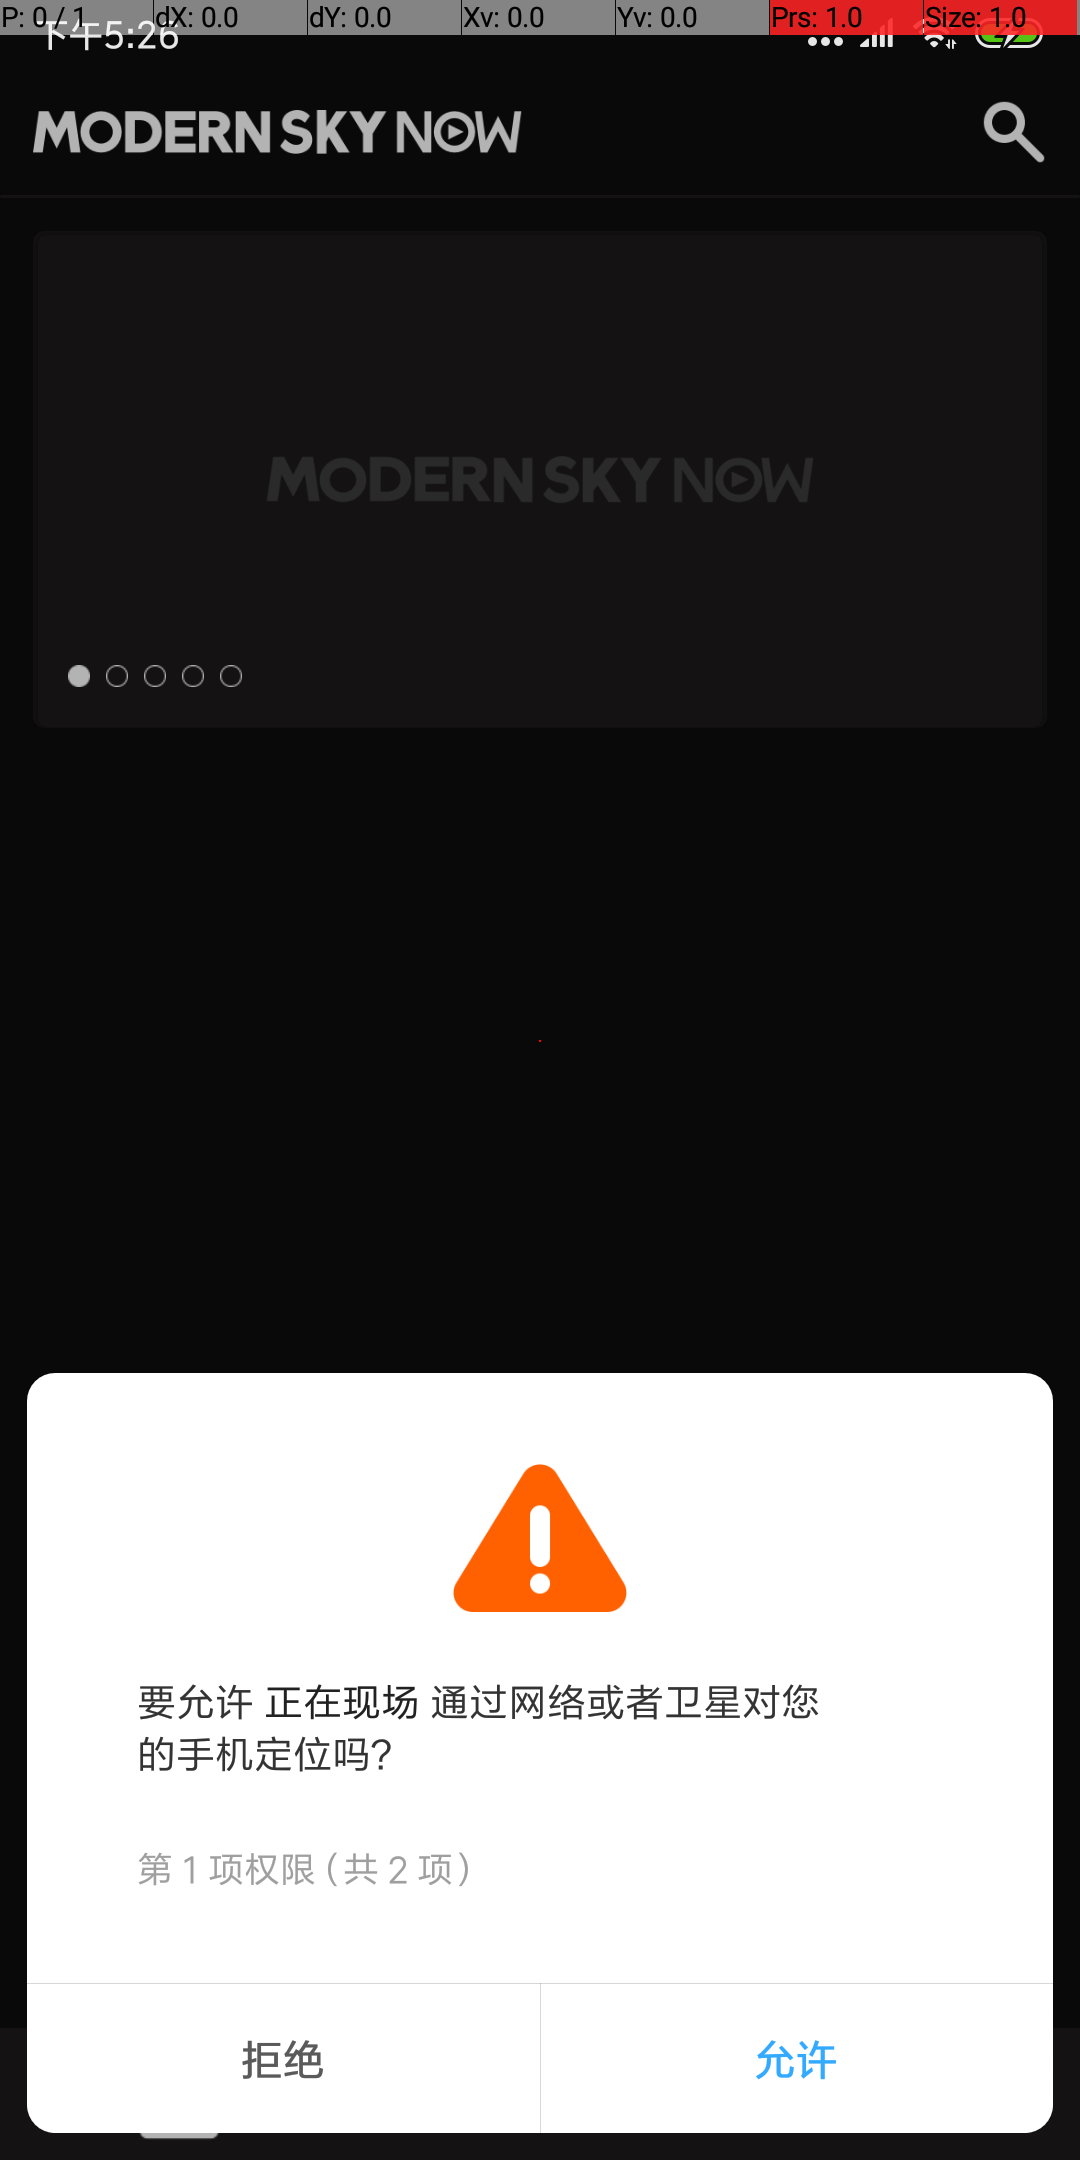 P: 0 / 1 dX: 0.0 dY: 0.0 Xv: 0.0 Yv: 0.0 Prs: 1.0 Size: 1.0
下午5:26
MODERN SKY NOW
MODERN SKY NOW
要允许 正在现场 通过网络或者卫星对您
的手机定位吗?
第 1 项权限 (共 2 项)
拒绝 允许